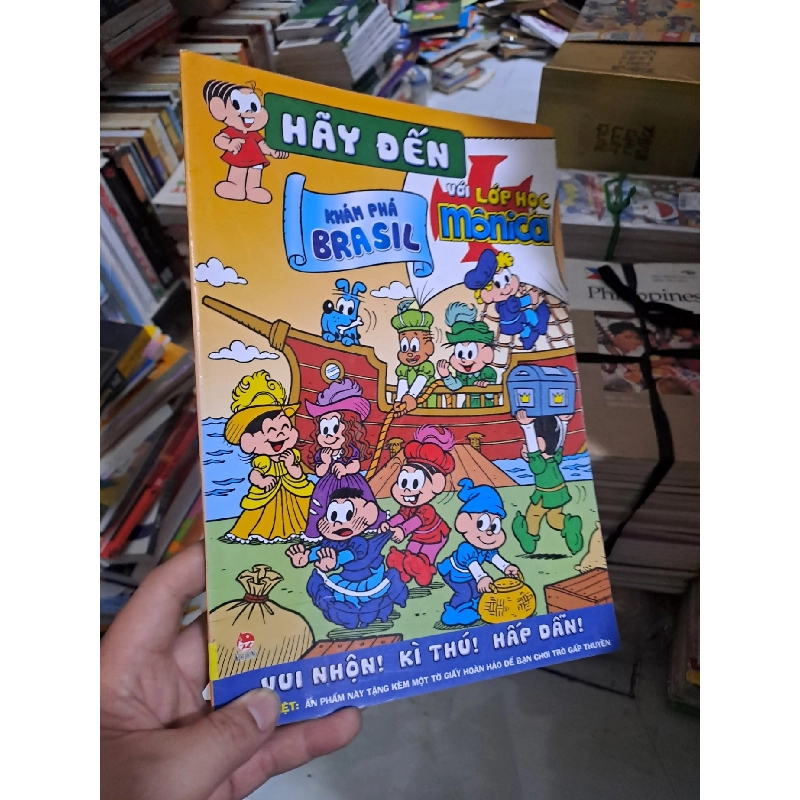 HÃY ĐẾN
VỚI LỚP HỌC
Mônica
KHÁM PHÁ
BRASIL
Philippines
VUI NHỘN! KÌ THÚ! HẤP DẪN!
ỆT: ẤN PHẨM NÀY TẶNG KÈM MỘT TỜ GIẤY HOÀN HẢO ĐỂ BẠN CHƠI TRÒ GẤP THUYỀN